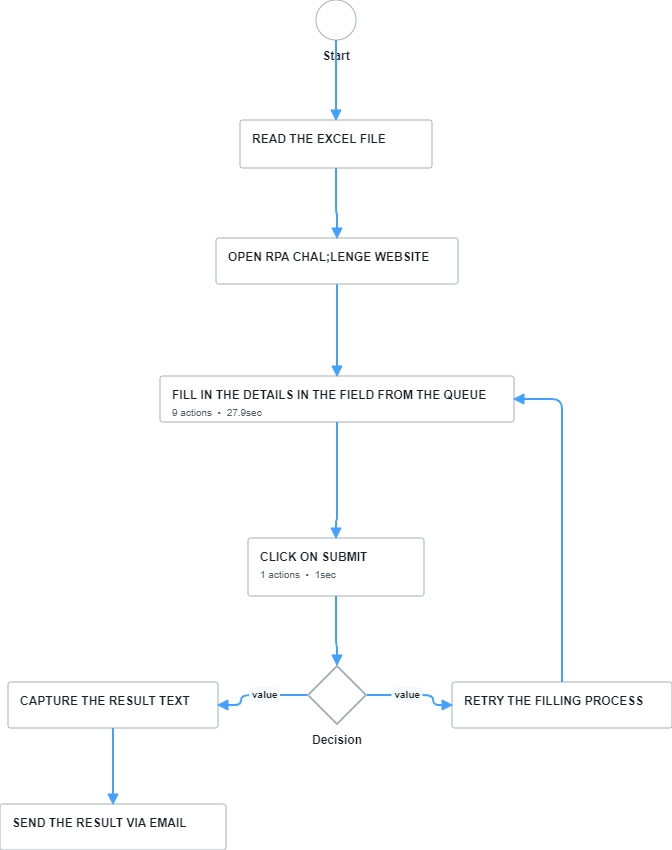 Start
READ THE EXCEL FILE
OPEN RPA CHAL;LENGE WEBSITE
FILL IN THE DETAILS IN THE FIELD FROM THE QUEUE
9 actions • 27.9sec
CLICK ON SUBMIT
1 actions • 1sec
value
value
CAPTURE THE RESULT TEXT
RETRY THE FILLING PROCESS
Decision
SEND THE RESULT VIA EMAIL